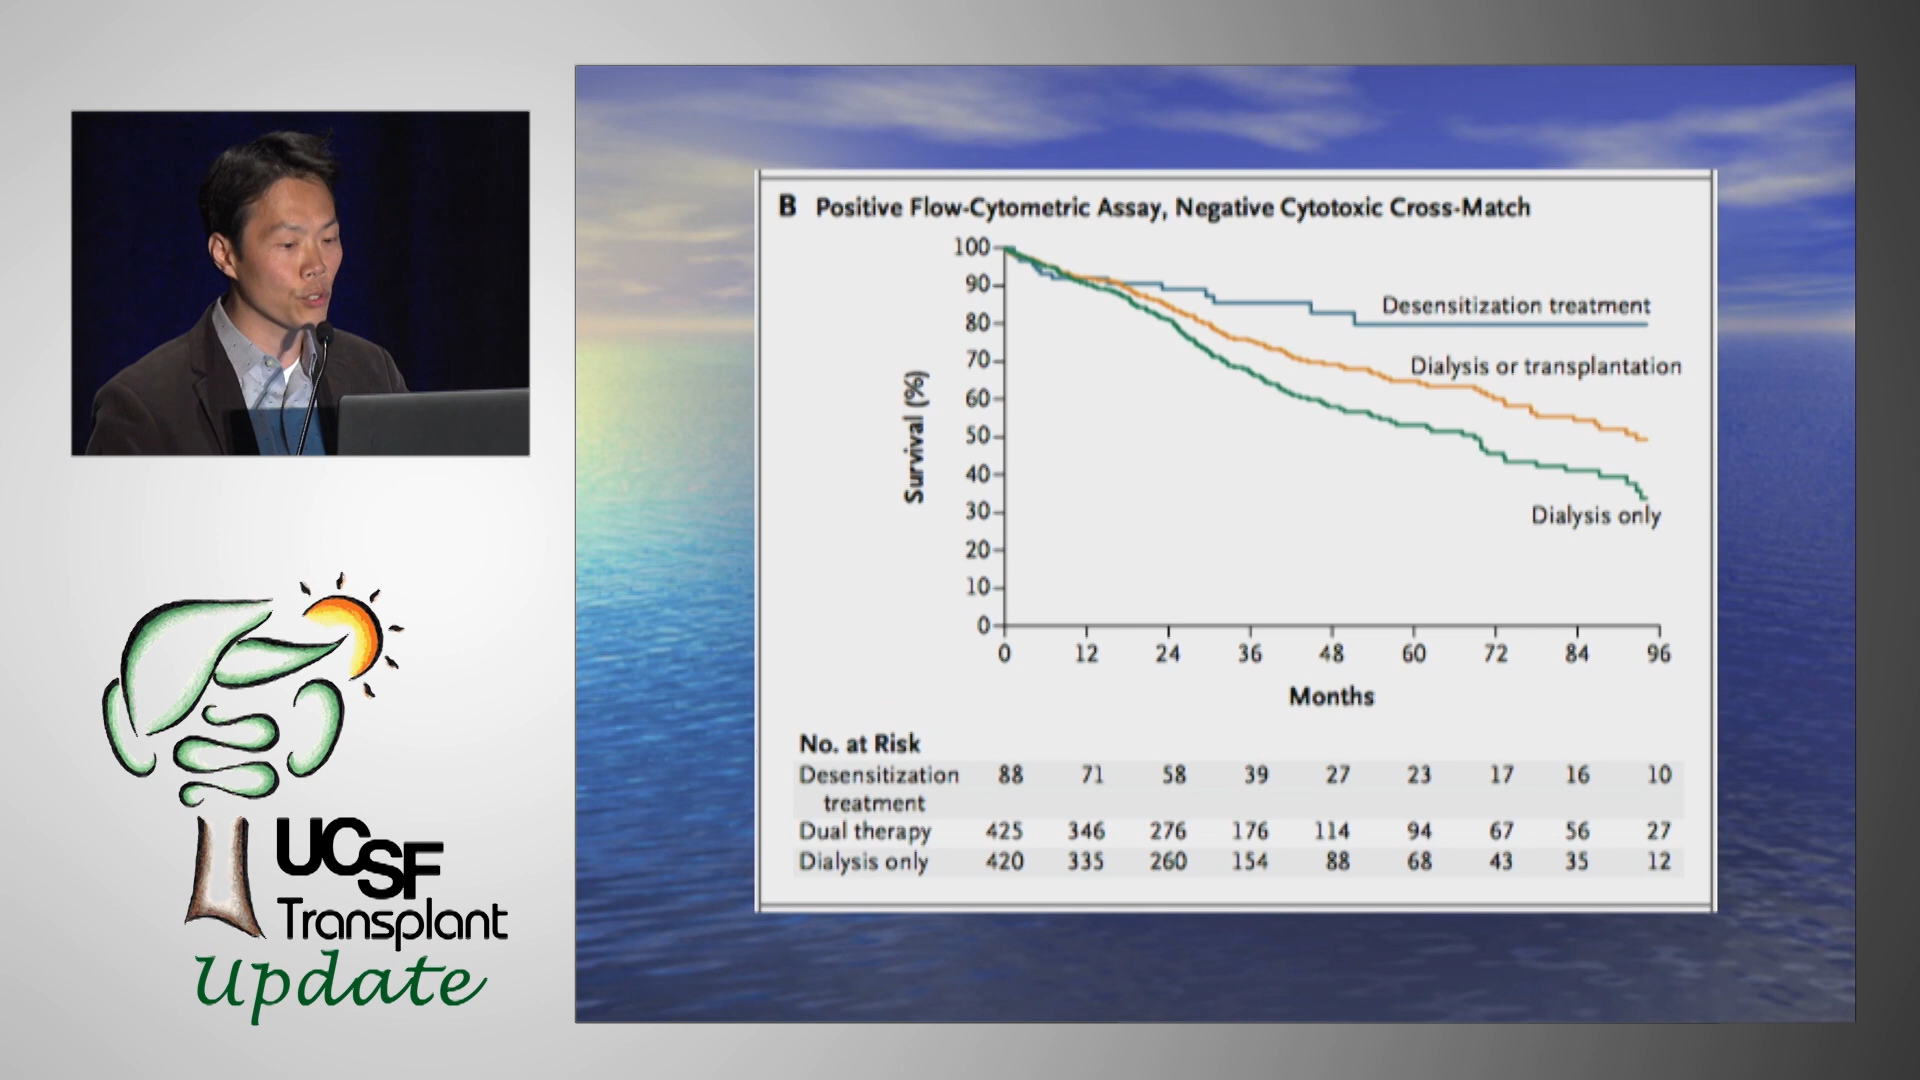 B Positive Flow-Cytometric Assay, Negative Cytotoxic Cross-Match
100
90
80
70
60
50
40
30
20
10
0
Survival (%)
Desensitization treatment
Dialysis or transplantation
Dialysis only
0 12 24 36 48 60 72 84 96
Months
No. at Risk
Desensitization 88 71 58 39 27 23 17 16 10
treatment
Dual therapy 425 346 276 176 114 94 67 56 27
Dialysis only 420 335 260 154 88 68 43 35 12
UCSF
Transplant
Update